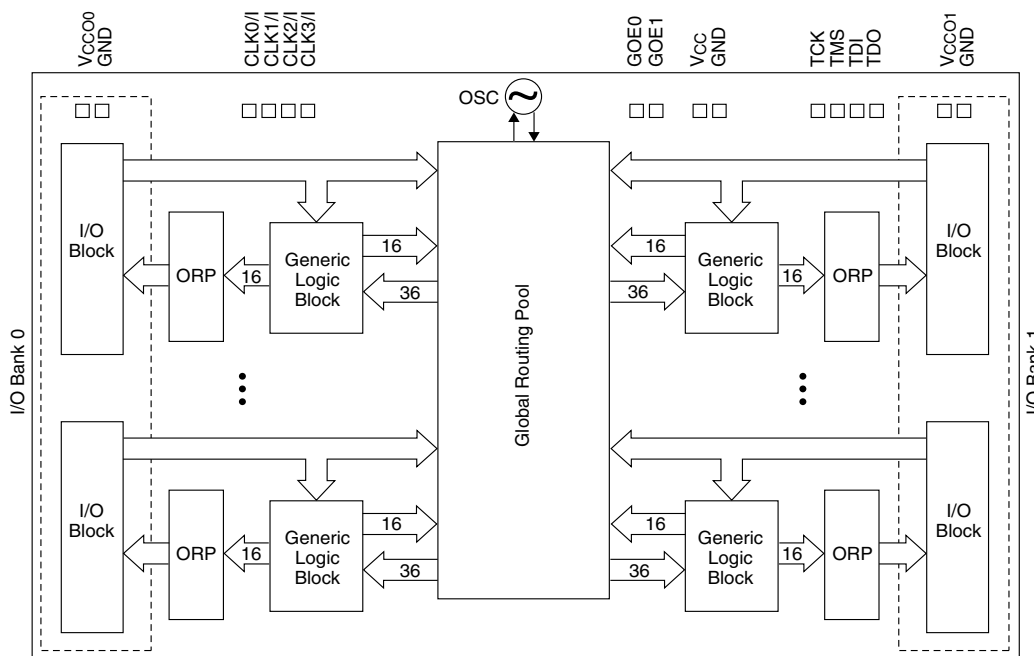 VCCO0
GND
CLK0/I
CLK1/I
CLK2/I
CLK3/I
GOE0
GOE1
VCC
GND
TCK
TMS
TDI
TDO
VCCO1
GND
OSC
I/O Bank 0
I/O
Block
ORP
16
Generic
Logic
Block
16
36
Global Routing Pool
16
36
Generic
Logic
Block
16
ORP
I/O
Block
I/O Bank 1
I/O
Block
ORP
16
Generic
Logic
Block
16
36
16
36
Generic
Logic
Block
16
ORP
I/O
Block